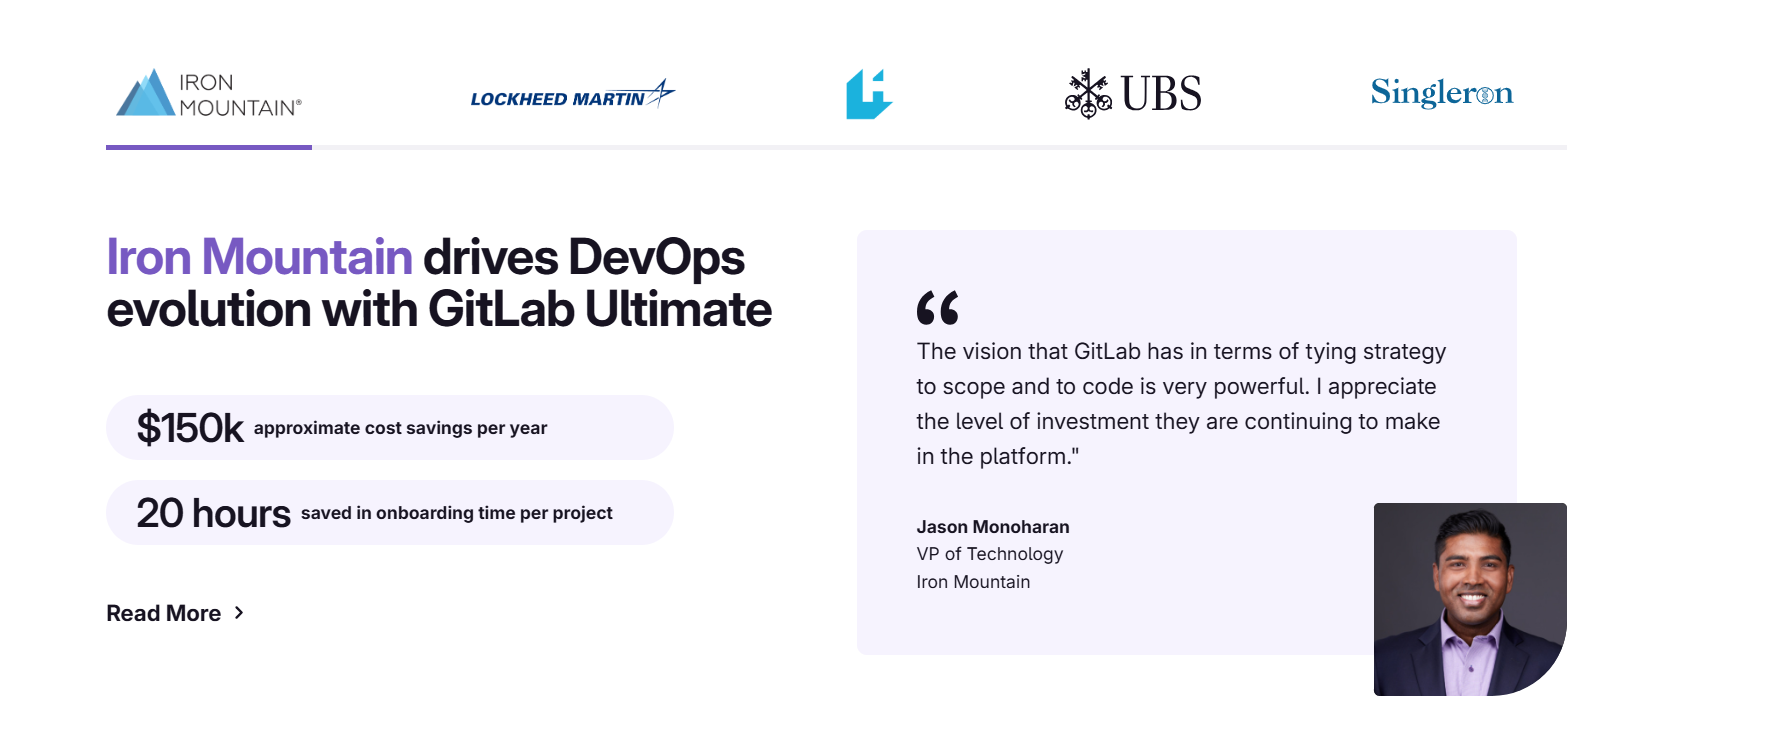 IRON
MOUNTAIN®
LOCKHEED MARTIN
UBS
Singleron
Iron Mountain drives DevOps
evolution with GitLab Ultimate
$150k approximate cost savings per year
20 hours saved in onboarding time per project
Read More
“
The vision that GitLab has in terms of tying strategy
to scope and to code is very powerful. I appreciate
the level of investment they are continuing to make
in the platform."
Jason Monoharan
VP of Technology
Iron Mountain